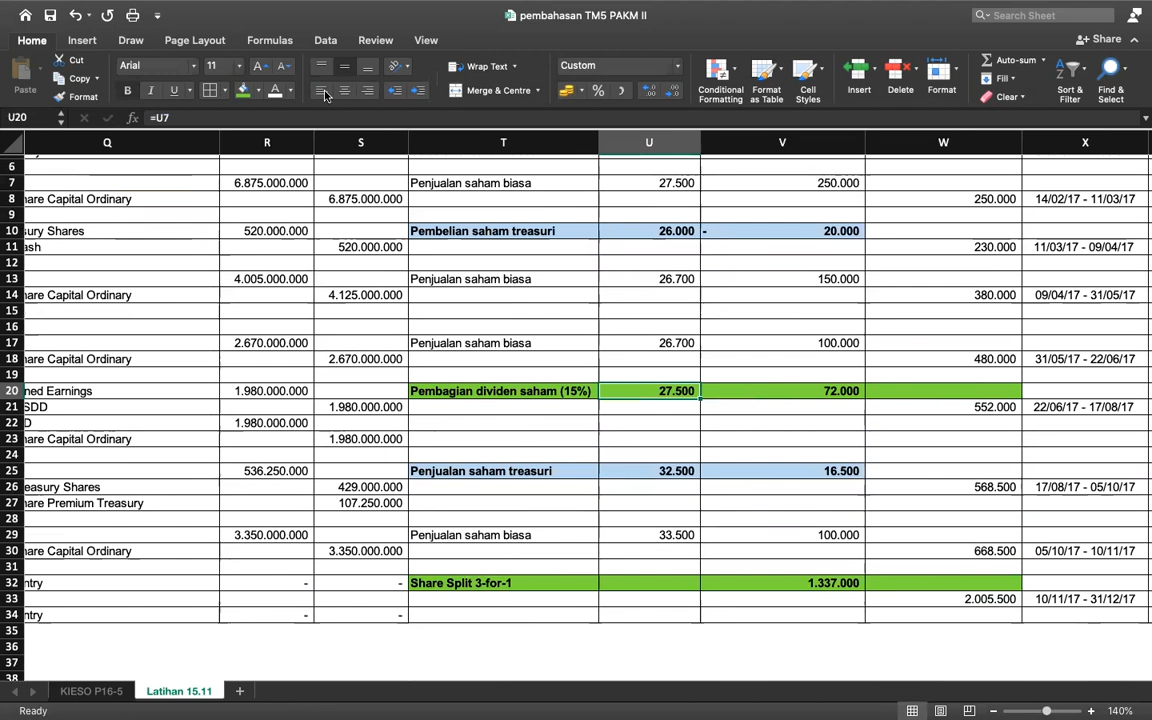 pembahasan TM5 PAKM II
Search Sheet
Home Insert Draw Page Layout Formulas Data Review View
Share
Paste
Cut
Copy
Format
Arial 11
B I U
Wrap Text
Merge & Centre
Custom
Conditional Formatting
Format as Table
Cell Styles
Insert
Delete
Format
Auto-sum
Fill
Clear
Sort & Filter
Find & Select
U20 fx =U7
Q R S T U V W X
6
7 6.875.000.000 Penjualan saham biasa 27.500 250.000
8 hare Capital Ordinary 6.875.000.000 250.000 14/02/17 - 11/03/17
9
10 sury Shares 520.000.000 Pembelian saham treasuri 26.000 - 20.000
11 ash 520.000.000 230.000 11/03/17 - 09/04/17
12
13 4.005.000.000 Penjualan saham biasa 26.700 150.000
14 hare Capital Ordinary 4.125.000.000 380.000 09/04/17 - 31/05/17
15
16
17 2.670.000.000 Penjualan saham biasa 26.700 100.000
18 hare Capital Ordinary 2.670.000.000 480.000 31/05/17 - 22/06/17
19
20 ned Earnings 1.980.000.000 Pembagian dividen saham (15%) 27.500 72.000
21 SDD 1.980.000.000 552.000 22/06/17 - 17/08/17
22 D 1.980.000.000
23 hare Capital Ordinary 1.980.000.000
24
25 536.250.000 Penjualan saham treasuri 32.500 16.500
26 easury Shares 429.000.000 568.500 17/08/17 - 05/10/17
27 hare Premium Treasury 107.250.000
28
29 3.350.000.000 Penjualan saham biasa 33.500 100.000
30 hare Capital Ordinary 3.350.000.000 668.500 05/10/17 - 10/11/17
31
32 ntry - - Share Split 3-for-1 1.337.000
33 2.005.500 10/11/17 - 31/12/17
34 ntry - -
35
36
37
38
KIESO P16-5 Latihan 15.11 +
Ready
140%